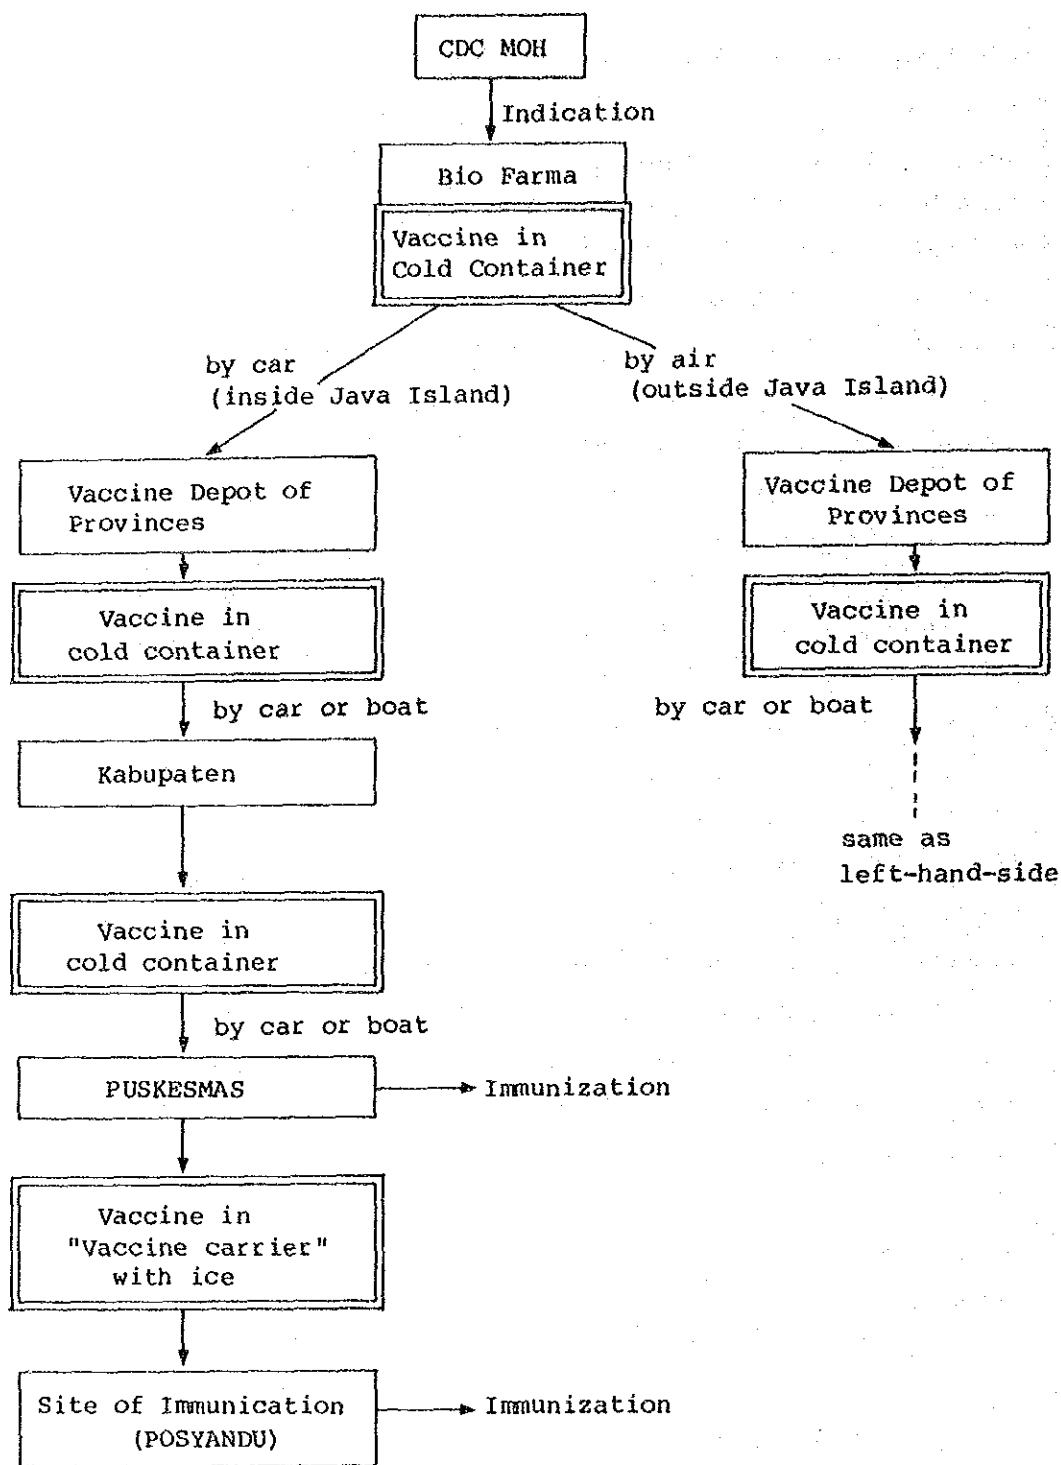 CDC MOH
Indication
Bio Farma
Vaccine in
Cold Container
by car
(inside Java Island)
by air
(outside Java Island)
Vaccine Depot of
Provinces
Vaccine in
cold container
by car or boat
Kabupaten
Vaccine in
cold container
by car or boat
PUSKESMAS
Immunization
Vaccine in
"Vaccine carrier"
with ice
Site of Immunication
(POSYANDU)
Immunization
Vaccine Depot of
Provinces
Vaccine in
cold container
by car or boat
same as
left-hand-side